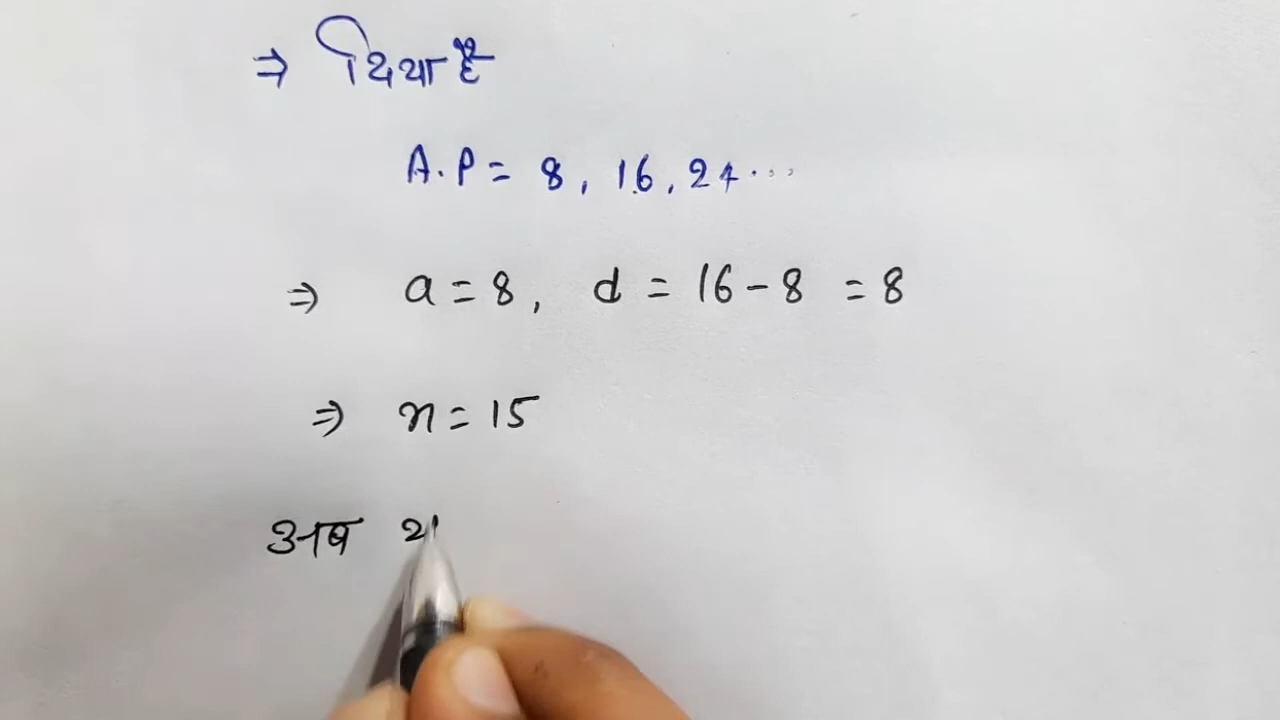 ⇒ दिया है
A.P = 8, 16, 24...
⇒ a = 8, d = 16 - 8 = 8
⇒ n = 15
अब